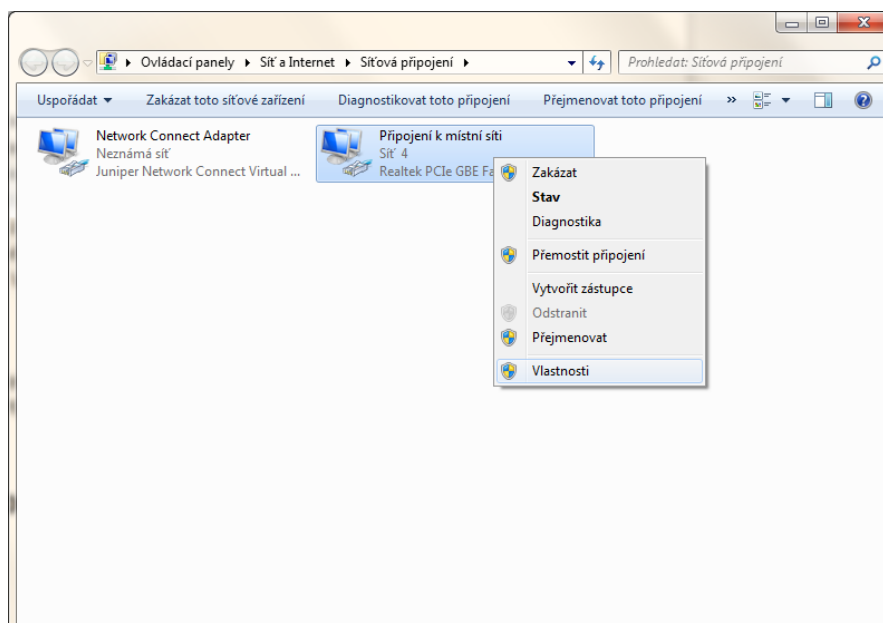 Ovládací panely Síť a Internet Síťová připojení Prohledat: Síťová připojení
Uspořádat Zakázat toto síťové zařízení Diagnostikovat toto připojení Přejmenovat toto připojení »
Network Connect Adapter
Neznámá síť
Juniper Network Connect Virtual ...
Připojení k místní síti
Síť 4
Realtek PCIe GBE Fa
Zakázat
Stav
Diagnostika
Přemostit připojení
Vytvořit zástupce
Odstranit
Přejmenovat
Vlastnosti